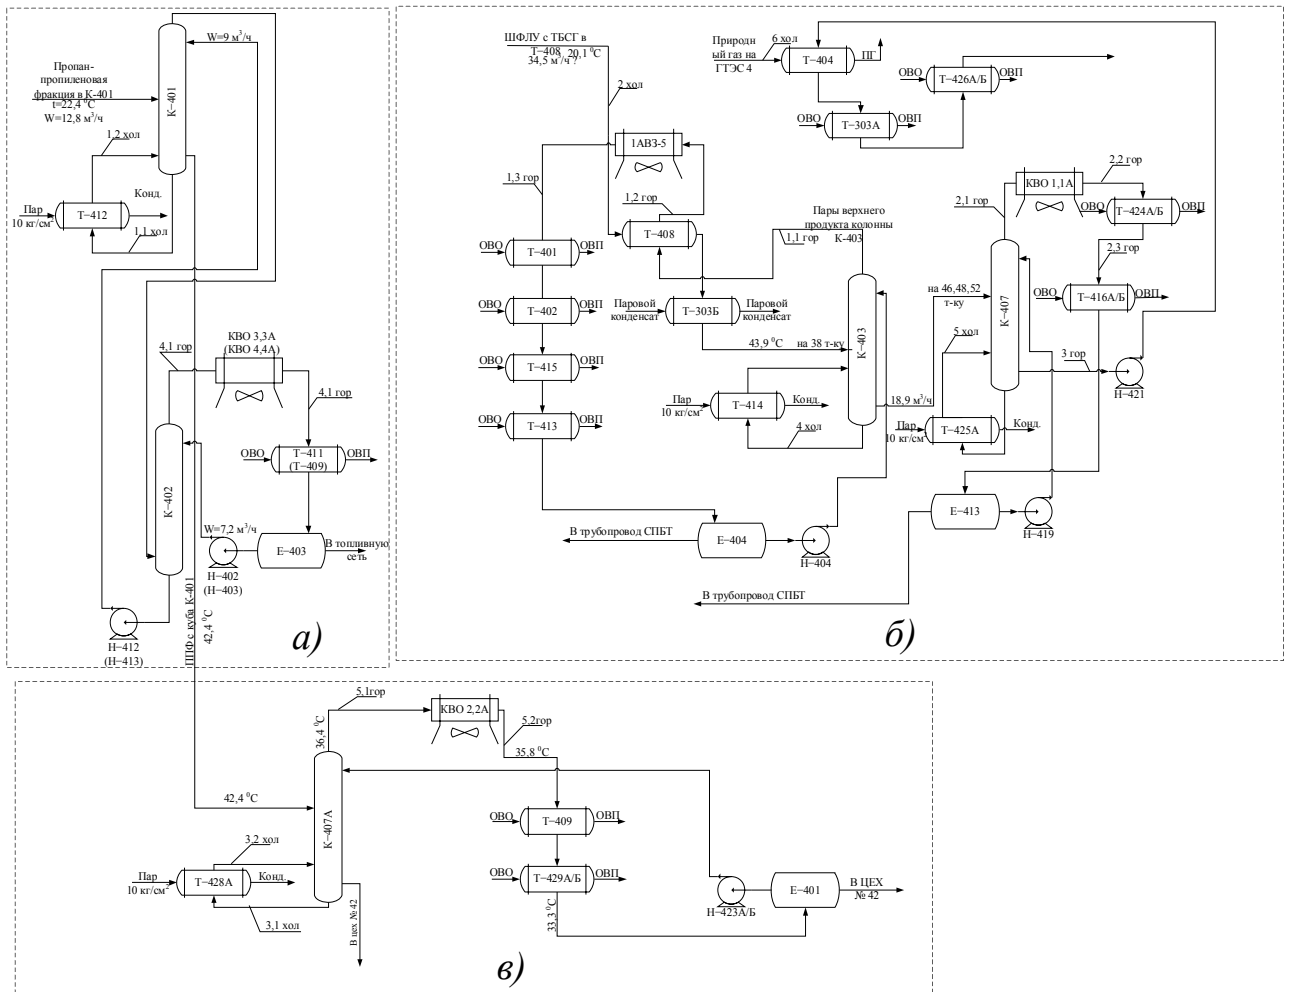 W=9 м³/ч
Пропан-
пропиленовая
фракция в К-401
t=22,4 ⁰С
W=12,8 м³/ч
К−401
1,2 хол
Пар
10 кг/см²
Т−412
Конд.
1,1 хол
КВО 3,3А
(КВО 4,4А)
4,1 гор
4,1 гор
ОВО
Т−411
(Т−409)
ОВП
К−402
W=7,2 м³/ч
Н−402
(Н−403)
Е−403
В топливную
сеть
Н−412
(Н−413)
ППФ с куба К-401
42,4 ⁰С
а)
ШФЛУ с ТБСГ в
Т−408, 20,1 ⁰С
34,5 м³/ч ?
2 хол
1АВЗ-5
1,3 гор
1,2 гор
Т−408
ОВО
Т−401
ОВП
ОВО
Т−402
ОВП
ОВО
Т−415
ОВП
ОВО
Т−413
ОВП
Паровой
конденсат
Т−303Б
Паровой
конденсат
Пары верхнего
продукта колонны
К-403
1,1 гор
43,9 ⁰С
на 38 т-ку
К−403
Пар
10 кг/см²
Т−414
Конд.
4 хол
18,9 м³/ч
В трубопровод СПБТ
Е−404
Н−404
Природн
ый газ на
ГТЭС 4
6 хол
Т−404
ПГ
ОВО
Т−303А
ОВП
ОВО
Т−426А/Б
ОВП
КВО 1,1А
2,1 гор
2,2 гор
ОВО
Т−424А/Б
ОВП
2,3 гор
ОВО
Т−416А/Б
ОВП
на 46,48,52
т-ку
К−407
5 хол
3 гор
Н−421
Пар
10 кг/см²
Т−425А
Конд.
Е−413
Н−419
В трубопровод СПБТ
б)
5,1гор
36,4 ⁰С
КВО 2,2А
5,2гор
35,8 ⁰С
42,4 ⁰С
К−407А
ОВО
Т−409
ОВП
ОВО
Т−429А/Б
ОВП
33,3 ⁰С
3,2 хол
Пар
10 кг/см²
Т−428А
Конд.
3,1 хол
В цех № 42
Н−423А/Б
Е−401
В ЦЕХ
№ 42
в)